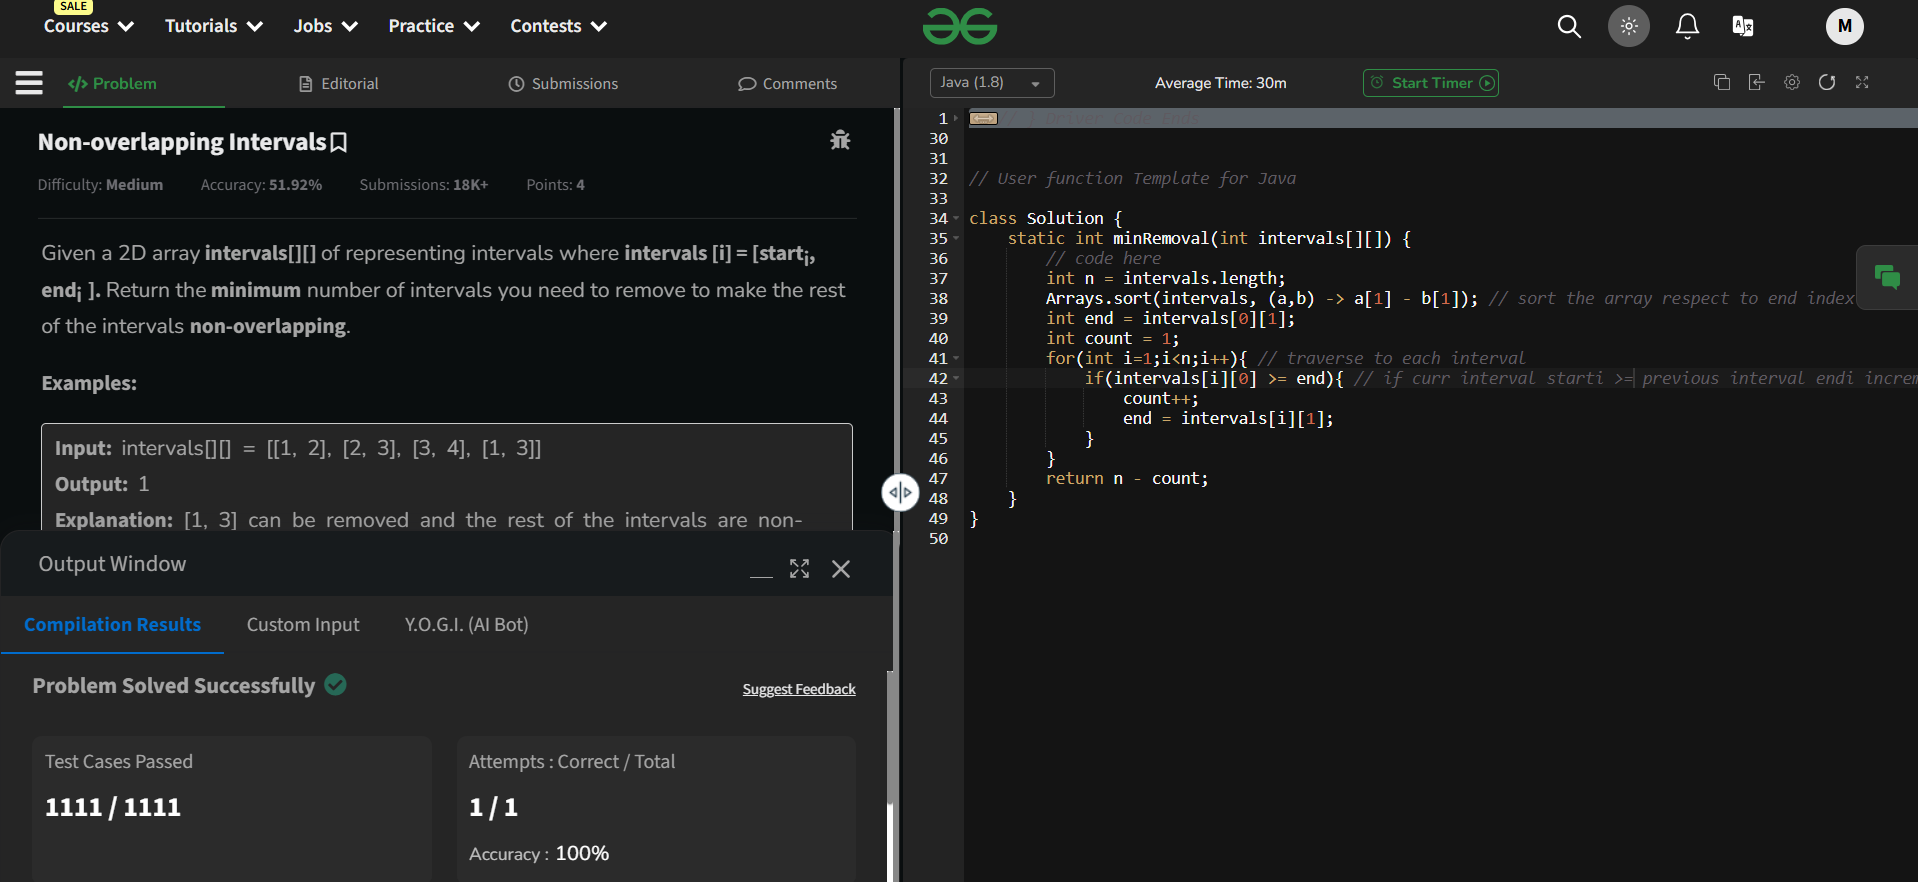 SALE
Courses Tutorials Jobs Practice Contests
M
Problem Editorial Submissions Comments
Java (1.8) Average Time: 30m Start Timer
Non-overlapping Intervals
Difficulty: Medium Accuracy: 51.92% Submissions: 18K+ Points: 4
Given a 2D array intervals[][] of representing intervals where intervals [i] = [starti,
endi ]. Return the minimum number of intervals you need to remove to make the rest
of the intervals non-overlapping.
Examples:
Input: intervals[][] = [[1, 2], [2, 3], [3, 4], [1, 3]]
Output: 1
Explanation: [1, 3] can be removed and the rest of the intervals are non-
Output Window
Compilation Results Custom Input Y.O.G.I. (AI Bot)
Problem Solved Successfully
Suggest Feedback
Test Cases Passed
1111 / 1111
Attempts : Correct / Total
1 / 1
Accuracy : 100%
1 } Driver Code Ends
30
31
32 // User function Template for Java
33
34 class Solution {
35 static int minRemoval(int intervals[][]) {
36 // code here
37 int n = intervals.length;
38 Arrays.sort(intervals, (a,b) -> a[1] - b[1]); // sort the array respect to end index
39 int end = intervals[0][1];
40 int count = 1;
41 for(int i=1;i<n;i++){ // traverse to each interval
42 if(intervals[i][0] >= end){ // if curr interval starti >= previous interval endi increm
43 count++;
44 end = intervals[i][1];
45 }
46 }
47 return n - count;
48 }
49 }
50